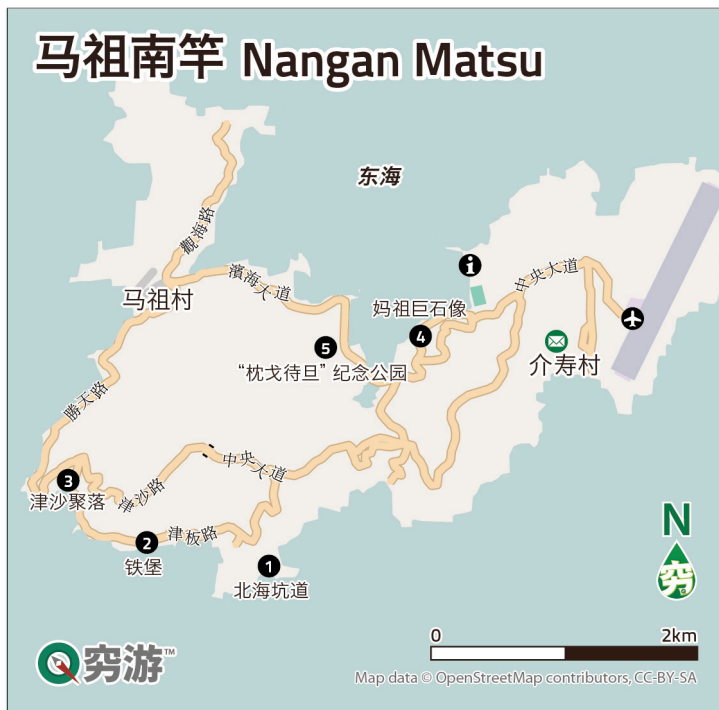 马祖南竿 Nangan Matsu
东海
觀海路
中央大道
濱海大道
马祖村
妈祖巨石像
4
5
“枕戈待旦” 纪念公园
介寿村
勝天路
中央大道
津沙路
3
津沙聚落
津板路
2
铁堡
1
北海坑道
N
穷
0 2km
穷游™
Map data © OpenStreetMap contributors, CC-BY-SA